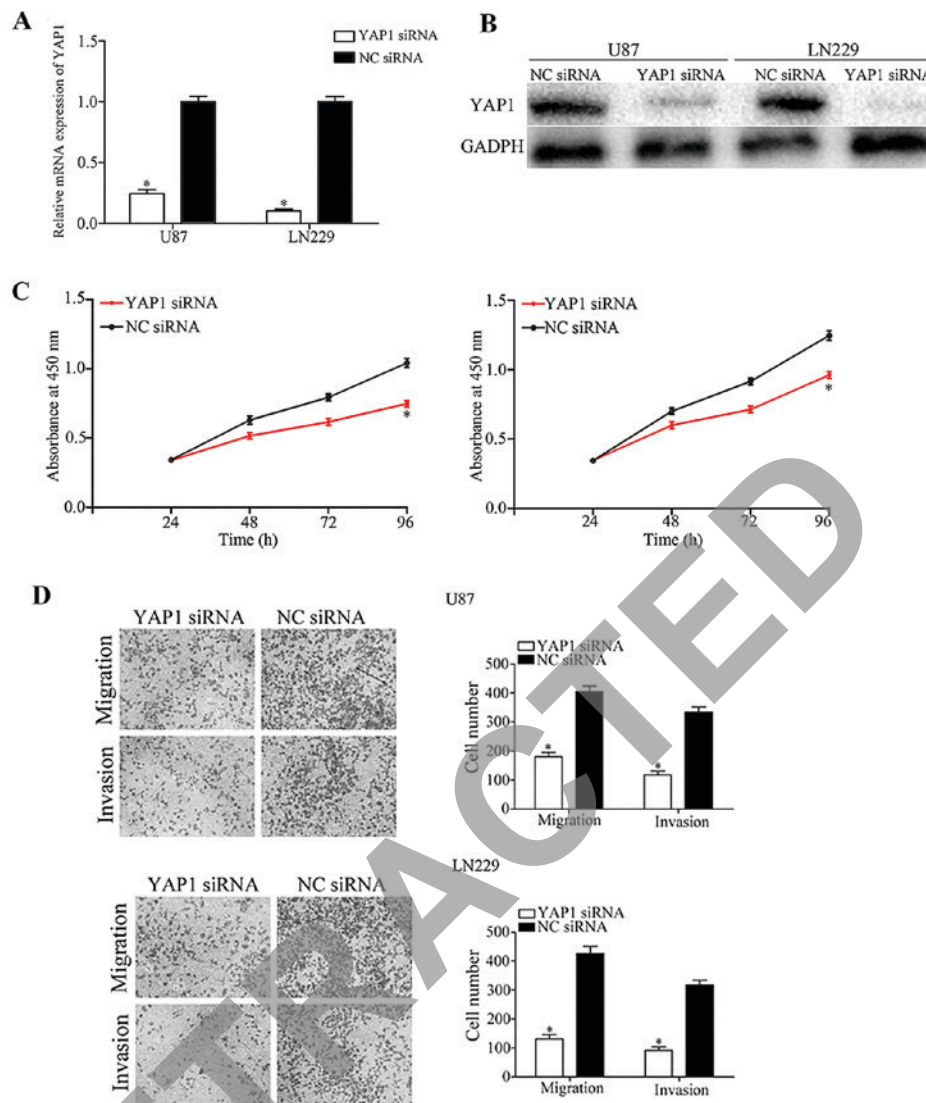 A
Relative mRNA expression of YAP1
1.5
1.0
0.5
0.0
YAP1 siRNA
NC siRNA
*
*
U87
LN229
B
U87
LN229
NC siRNA
YAP1 siRNA
NC siRNA
YAP1 siRNA
YAP1
GADPH
C
YAP1 siRNA
NC siRNA
Absorbance at 450 nm
1.5
1.0
0.5
0.0
*
24
48
72
96
Time (h)
YAP1 siRNA
NC siRNA
Absorbance at 450 nm
1.5
1.0
0.5
0.0
*
24
48
72
96
Time (h)
D
YAP1 siRNA
NC siRNA
Migration
Invasion
U87
YAP1 siRNA
NC siRNA
Cell number
500
400
300
200
100
0
*
*
Migration
Invasion
YAP1 siRNA
NC siRNA
Migration
Invasion
LN229
YAP1 siRNA
NC siRNA
Cell number
500
400
300
200
100
0
*
*
Migration
Invasion
TRACTED